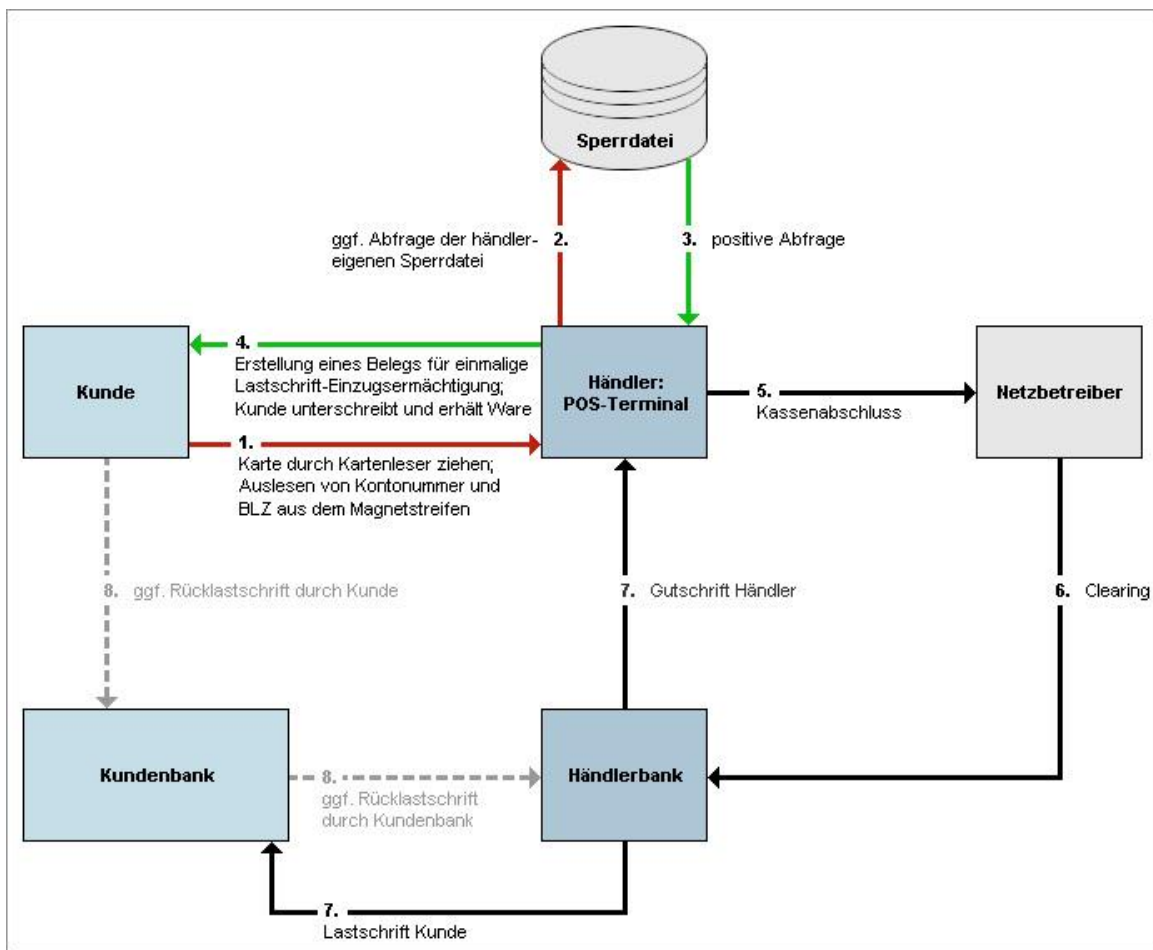 Sperrdatei
ggf. Abfrage der händler-
eigenen Sperrdatei
2.
3. positive Abfrage
Kunde
4.
Erstellung eines Belegs für einmalige
Lastschrift-Einzugsermächtigung;
Kunde unterschreibt und erhält Ware
1.
Karte durch Kartenleser ziehen;
Auslesen von Kontonummer und
BLZ aus dem Magnetstreifen
Händler:
POS-Terminal
5.
Kassenabschluss
Netzbetreiber
8. ggf. Rücklastschrift durch Kunde
7. Gutschrift Händler
6. Clearing
Kundenbank
8.
ggf. Rücklastschrift
durch Kundenbank
Händlerbank
7.
Lastschrift Kunde